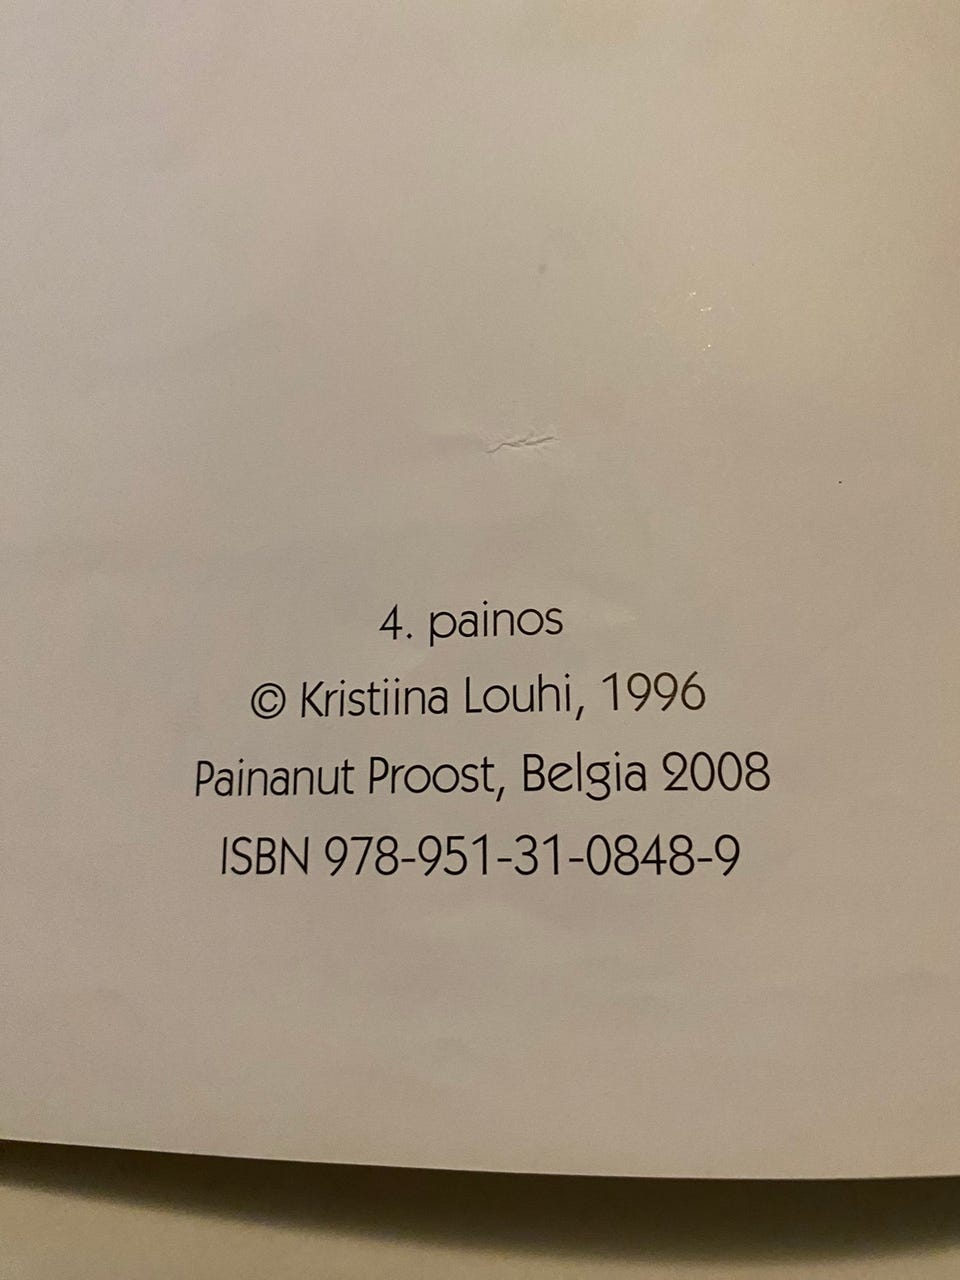 4. painos
© Kristiina Louhi, 1996
Painanut Proost, Belgia 2008
ISBN 978-951-31-0848-9